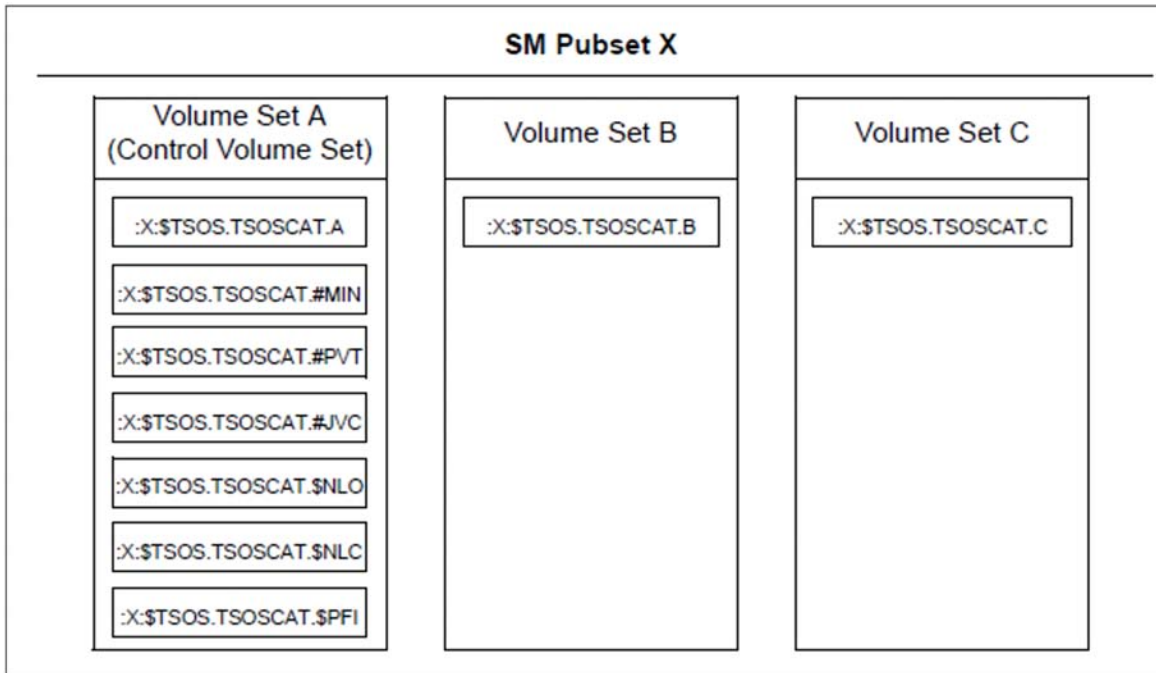 SM Pubset X
Volume Set A
(Control Volume Set)
:X:$TSOS.TSOSCAT.A
:X:$TSOS.TSOSCAT.#MIN
:X:$TSOS.TSOSCAT.#PVT
:X:$TSOS.TSOSCAT.#JVC
:X:$TSOS.TSOSCAT.$NLO
:X:$TSOS.TSOSCAT.$NLC
:X:$TSOS.TSOSCAT.$PFI
Volume Set B
:X:$TSOS.TSOSCAT.B
Volume Set C
:X:$TSOS.TSOSCAT.C